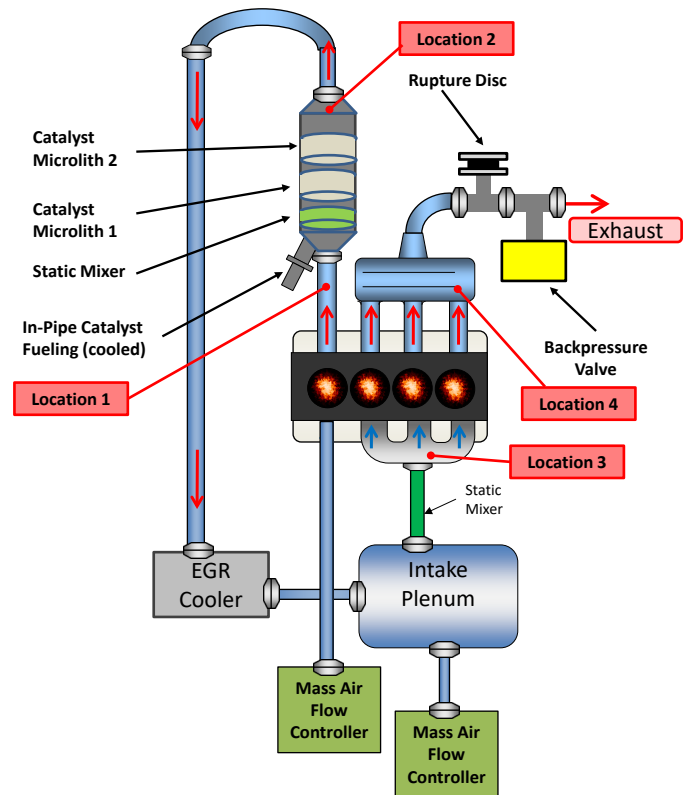 Location 2
Rupture Disc
Catalyst
Microlith 2
Catalyst
Microlith 1
Static Mixer
Exhaust
In-Pipe Catalyst
Fueling (cooled)
Backpressure
Valve
Location 1
Location 4
Location 3
Static
Mixer
EGR
Cooler
Intake
Plenum
Mass Air
Flow
Controller
Mass Air
Flow
Controller